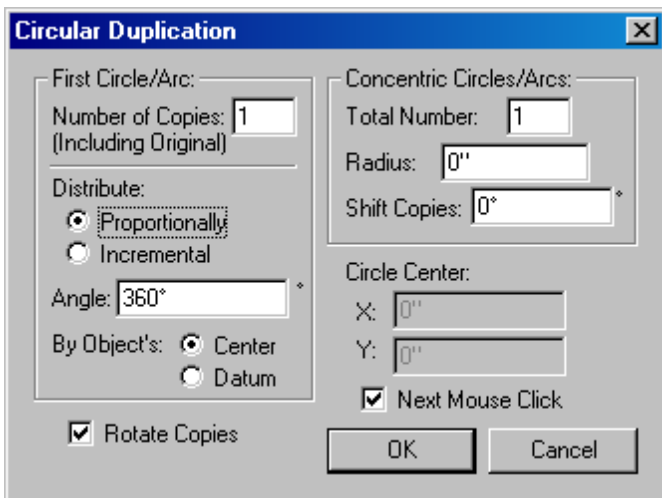 Circular Duplication
First Circle/Arc:
Number of Copies: 1
(Including Original)
Distribute:
Proportionally
Incremental
Angle: 360° °
By Object's: Center
Datum
Rotate Copies
Concentric Circles/Arcs:
Total Number: 1
Radius: 0"
Shift Copies: 0° °
Circle Center:
X: 0"
Y: 0"
Next Mouse Click
OK
Cancel